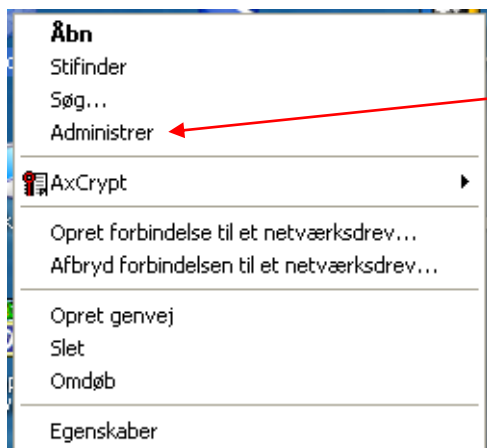 Åbn
Stifinder
Søg...
Administrer
AxCrypt
Opret forbindelse til et netværksdrev...
Afbryd forbindelsen til et netværksdrev...
Opret genvej
Slet
Omdøb
Egenskaber